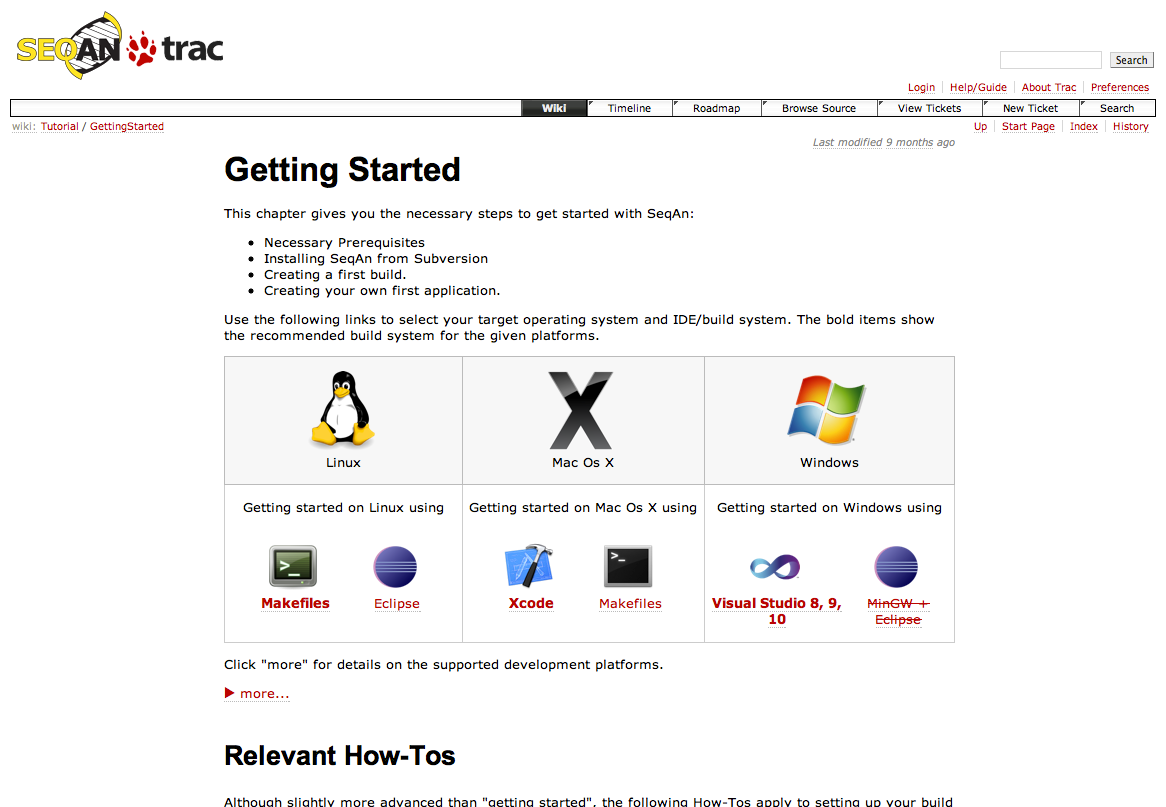 SEQAN trac
Search
Login Help/Guide About Trac Preferences
Wiki Timeline Roadmap Browse Source View Tickets New Ticket Search
wiki: Tutorial / GettingStarted
Up Start Page Index History
Last modified 9 months ago
Getting Started
This chapter gives you the necessary steps to get started with SeqAn:
• Necessary Prerequisites
• Installing SeqAn from Subversion
• Creating a first build.
• Creating your own first application.
Use the following links to select your target operating system and IDE/build system. The bold items show
the recommended build system for the given platforms.
Linux
Mac Os X
Windows
Getting started on Linux using
Getting started on Mac Os X using
Getting started on Windows using
>_
>_
Makefiles
Eclipse
Xcode
Makefiles
Visual Studio 8, 9,
10
MinGW +
Eclipse
Click "more" for details on the supported development platforms.
more...
Relevant How-Tos
Although slightly more advanced than "getting started", the following How-Tos apply to setting up your build